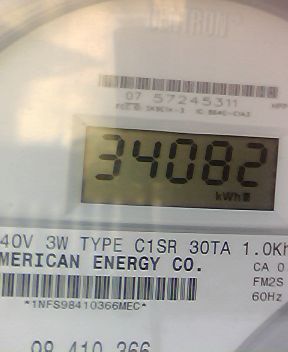 07 57245311
34082
kWh
40V 3W TYPE C1SR 30TA 1.0Kh
MERICAN ENERGY CO.
CA 0
FM2S
60Hz
*1NFS98410366MEC*
98 410 366